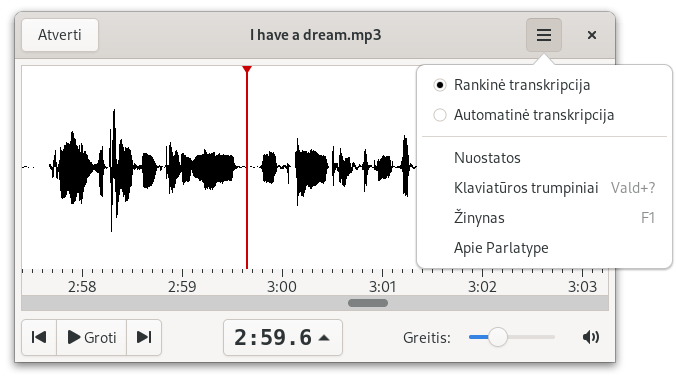 Atverti
I have a dream.mp3
Rankinė transkripcija
Automatinė transkripcija
Nuostatos
Klaviatūros trumpiniai Vald+?
Žinynas F1
Apie Parlatype
2:58 2:59 3:00 3:01 3:02 3:03
Groti 2:59.6 Greitis: